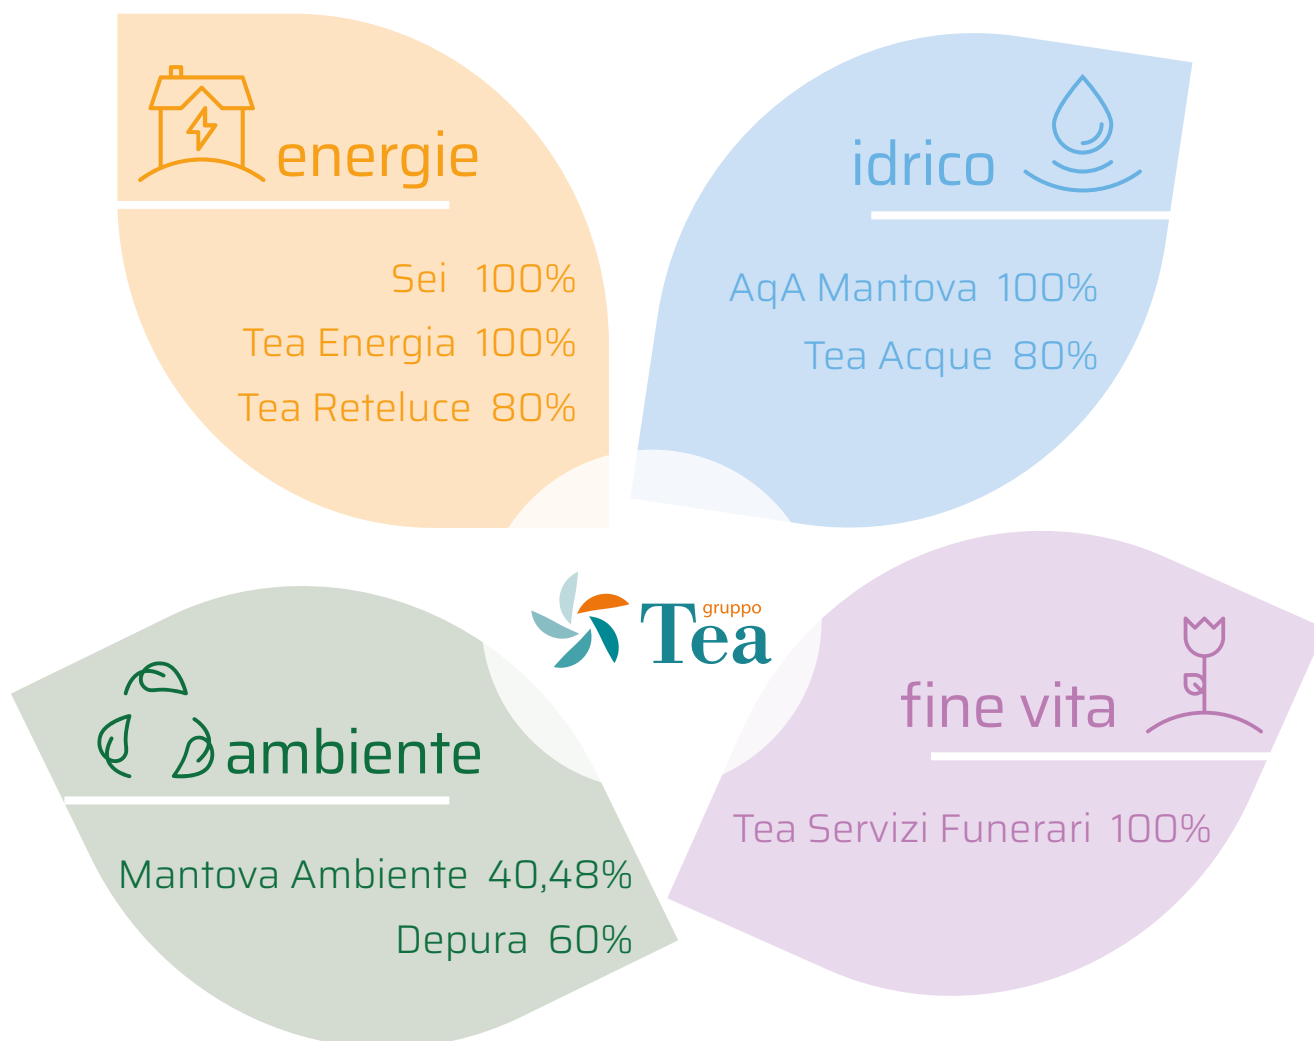 energie
Sei 100%
Tea Energia 100%
Tea Reteluce 80%
idrico
AqA Mantova 100%
Tea Acque 80%
gruppo
Tea
ambiente
Mantova Ambiente 40,48%
Depura 60%
fine vita
Tea Servizi Funerari 100%